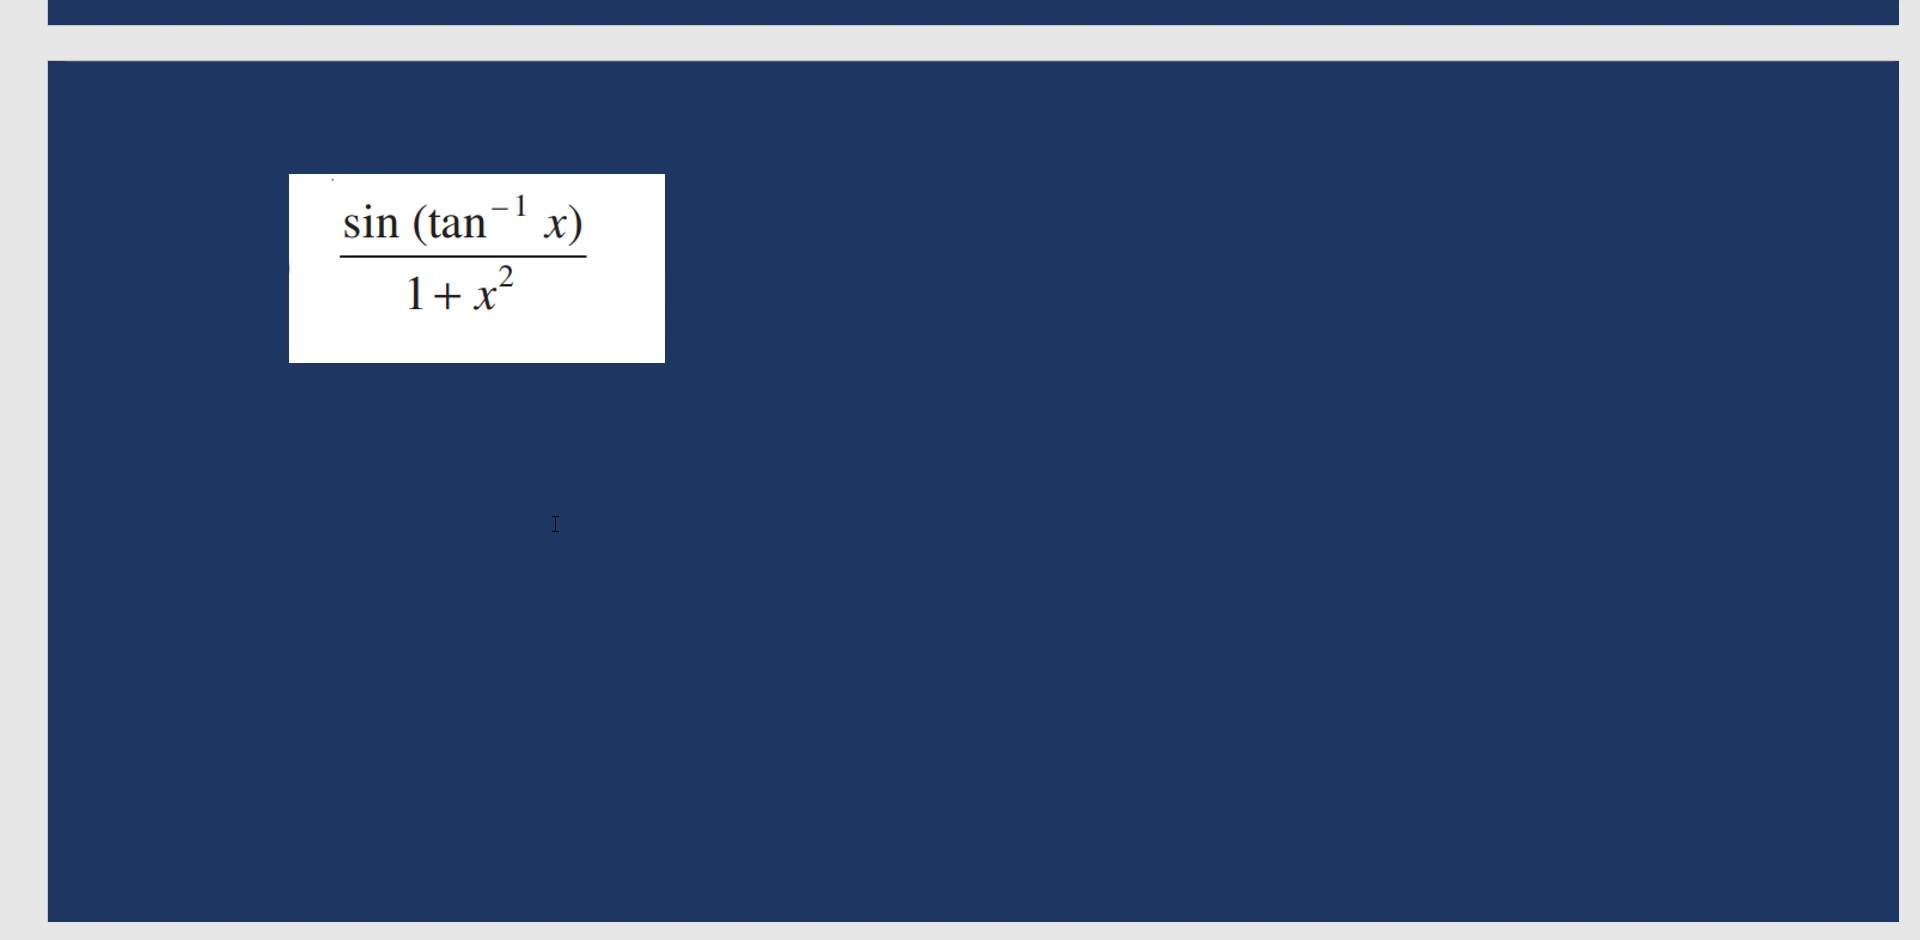 sin (tan⁻¹ x)
1 + x²